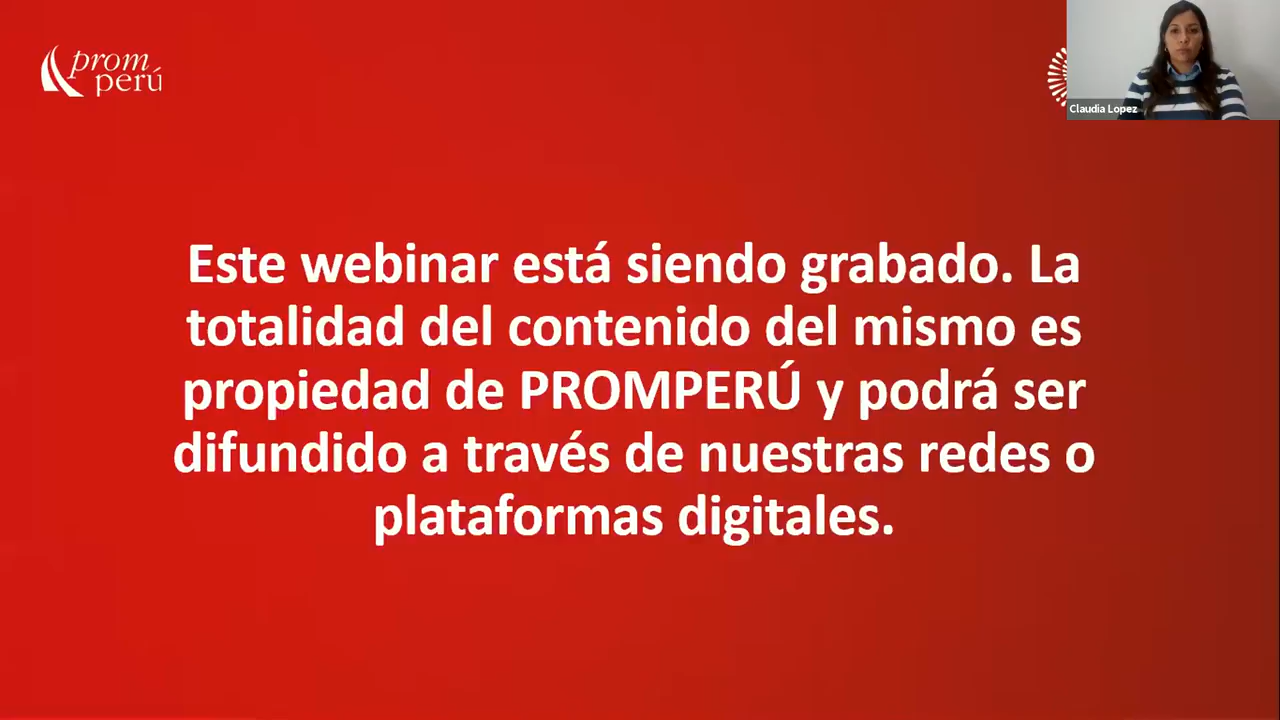 prom
perú
Claudia Lopez
Este webinar está siendo grabado. La
totalidad del contenido del mismo es
propiedad de PROMPERÚ y podrá ser
difundido a través de nuestras redes o
plataformas digitales.